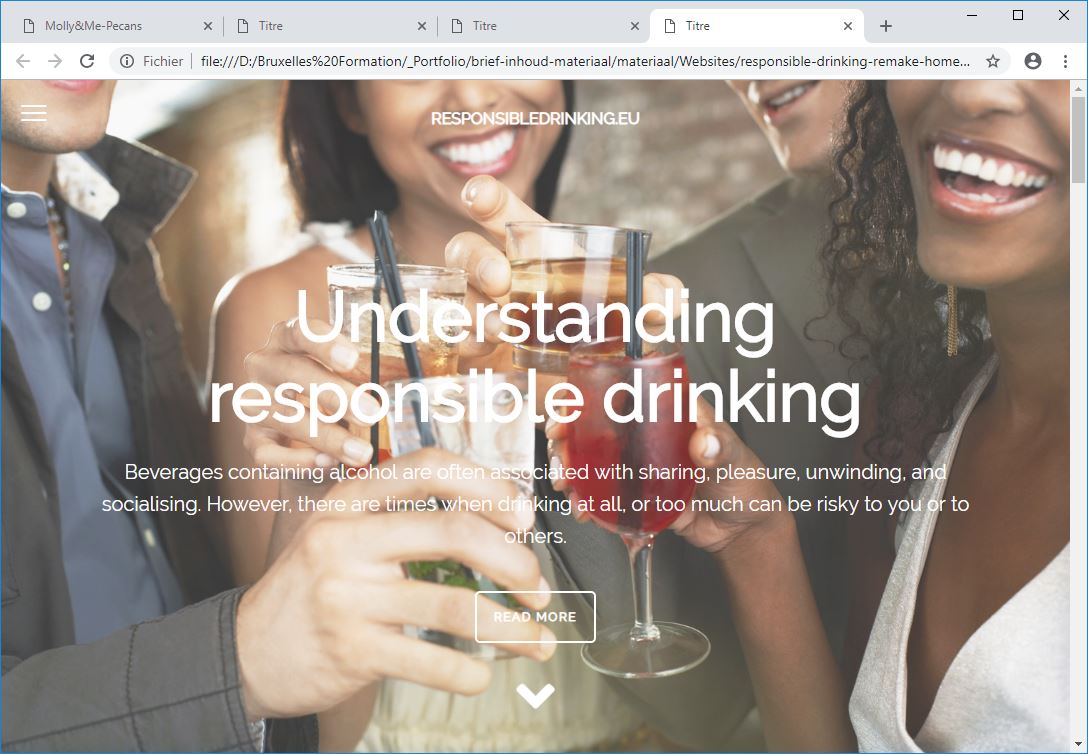 Molly&Me-Pecans
Titre
Titre
Titre
Fichier
file:///D:/Bruxelles%20Formation/_Portfolio/brief-inhoud-materiaal/materiaal/Websites/responsible-drinking-remake-home...
RESPONSIBLEDRINKING.EU
Understanding
responsible drinking
Beverages containing alcohol are often associated with sharing, pleasure, unwinding, and
socialising. However, there are times when drinking at all, or too much can be risky to you or to
others.
READ MORE